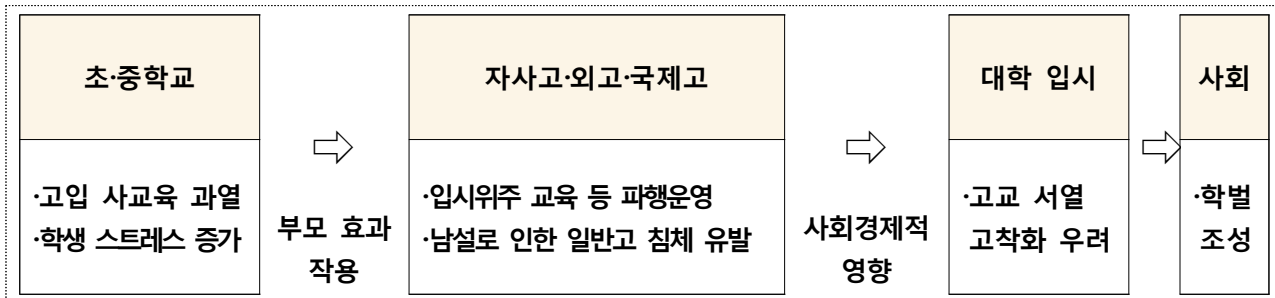 초·중학교
·고입 사교육 과열
·학생 스트레스 증가
⇨
부모 효과
작용
자사고·외고·국제고
·입시위주 교육 등 파행운영
·남설로 인한 일반고 침체 유발
⇨
사회경제적
영향
대학 입시
·고교 서열
고착화 우려
⇨
사회
·학벌
조성